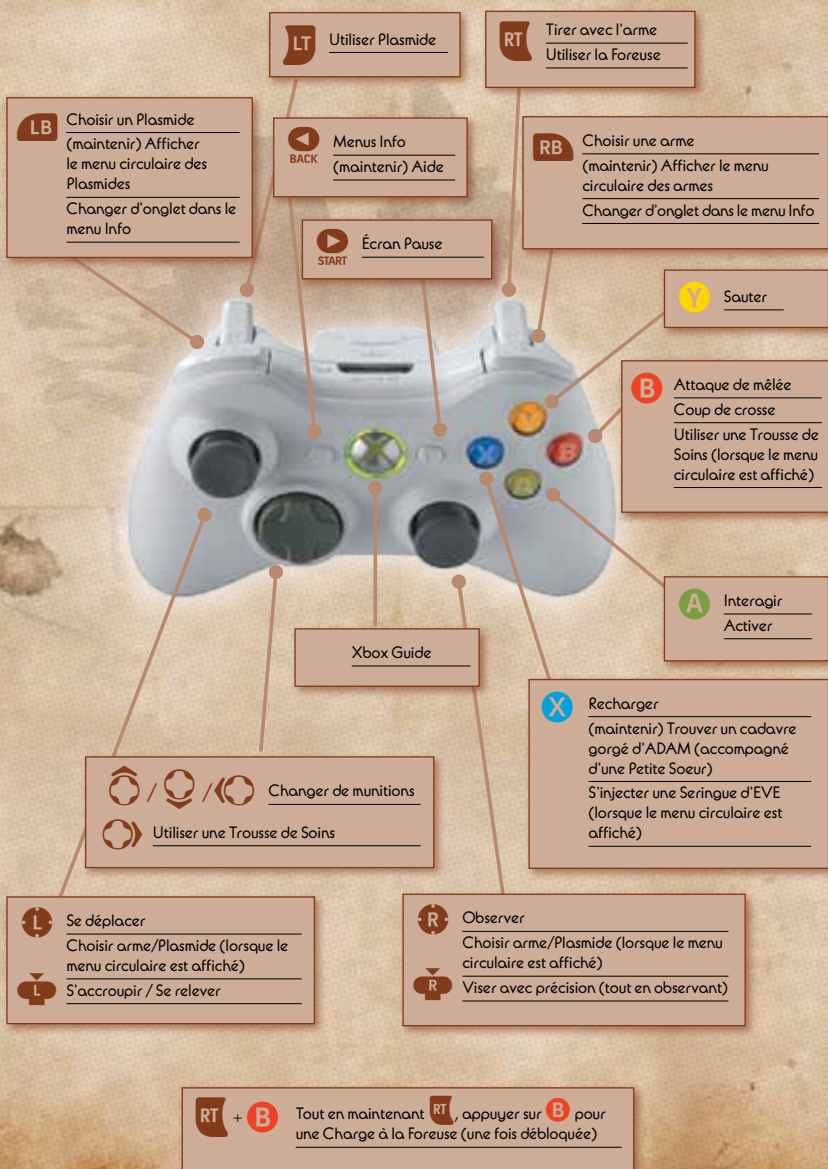 LT Utiliser Plasmide
RT Tirer avec l'arme
Utiliser la Foreuse
LB Choisir un Plasmide
(maintenir) Afficher
le menu circulaire des
Plasmides
Changer d'onglet dans le
menu Info
BACK Menus Info
(maintenir) Aide
RB Choisir une arme
(maintenir) Afficher le menu
circulaire des armes
Changer d'onglet dans le menu Info
START Écran Pause
Y Sauter
B Attaque de mêlée
Coup de crosse
Utiliser une Trousse de
Soins (lorsque le menu
circulaire est affiché)
Y
X B
A
A Interagir
Activer
Xbox Guide
X Recharger
(maintenir) Trouver un cadavre
gorgé d'ADAM (accompagné
d'une Petite Soeur)
S'injecter une Seringue d'EVE
(lorsque le menu circulaire est
affiché)
/ / Changer de munitions
Utiliser une Trousse de Soins
L Se déplacer
Choisir arme/Plasmide (lorsque le
menu circulaire est affiché)
L S'accroupir / Se relever
R Observer
Choisir arme/Plasmide (lorsque le menu
circulaire est affiché)
R Viser avec précision (tout en observant)
RT + B Tout en maintenant RT, appuyer sur B pour
une Charge à la Foreuse (une fois débloquée)